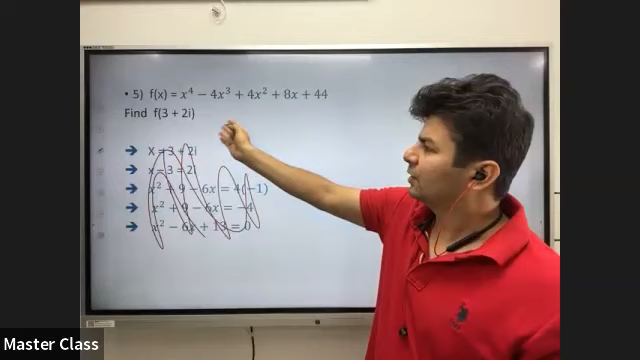 • 5) f(x) = x⁴ − 4x³ + 4x² + 8x + 44
Find f(3 + 2i)
➔ x = 3 + 2i
➔ x − 3 = 2i
➔ x² + 9 − 6x = 4(−1)
➔ x² + 9 − 6x = −4
➔ x² − 6x + 13 = 0
Master Class